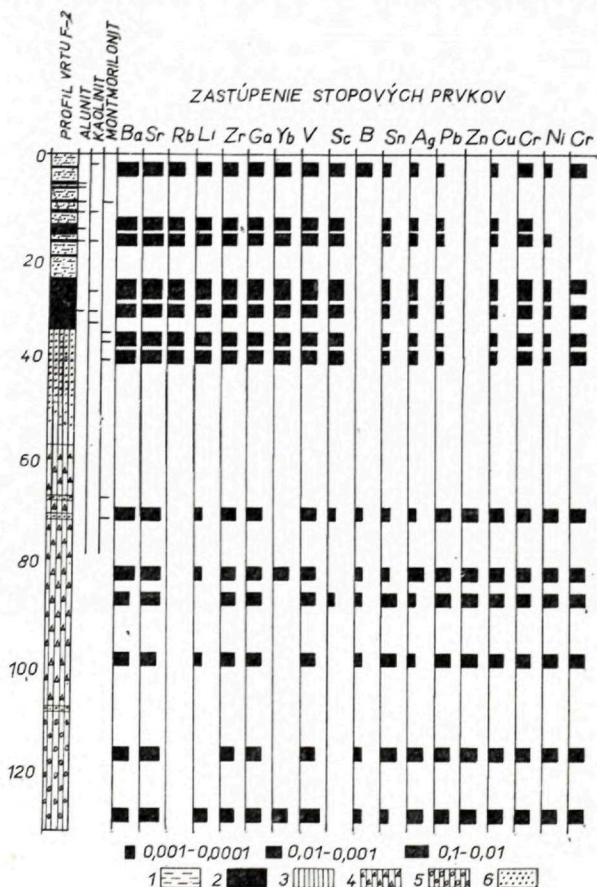 PROFIL VRTU F-2
ALUNIT
KAOLINIT
MONTMORILONIT
ZASTÚPENIE STOPOVÝCH PRVKOV
Ba Sr Rb Li Zr Ga Yb V Sc B Sn Ag Pb Zn Cu Cr Ni Cr
0
20
40
60
80
100
120
0,001-0,0001 0,01-0,001 0,1-0,01
1 2 3 4 5 6